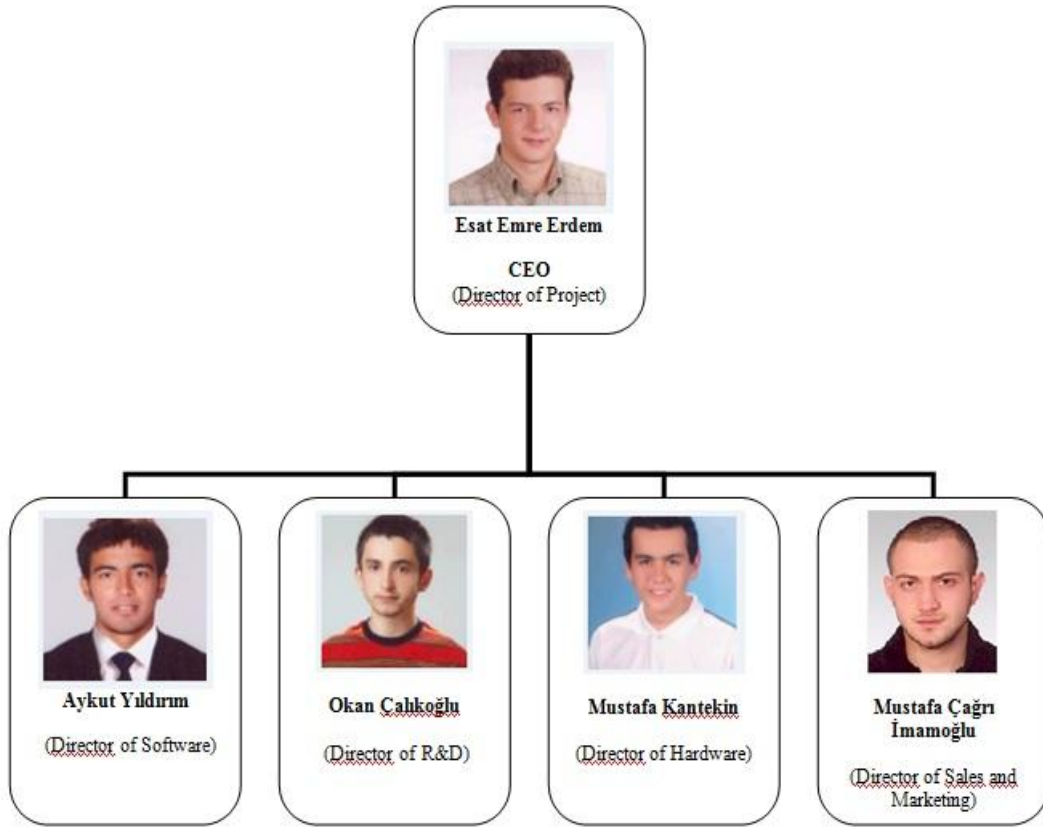 Esat Emre Erdem
CEO
(Director of Project)
Aykut Yıldırım
(Director of Software)
Okan Çalıkoğlu
(Director of R&D)
Mustafa Kantekin
(Director of Hardware)
Mustafa Çağrı
İmamoğlu
(Director of Sales and
Marketing)